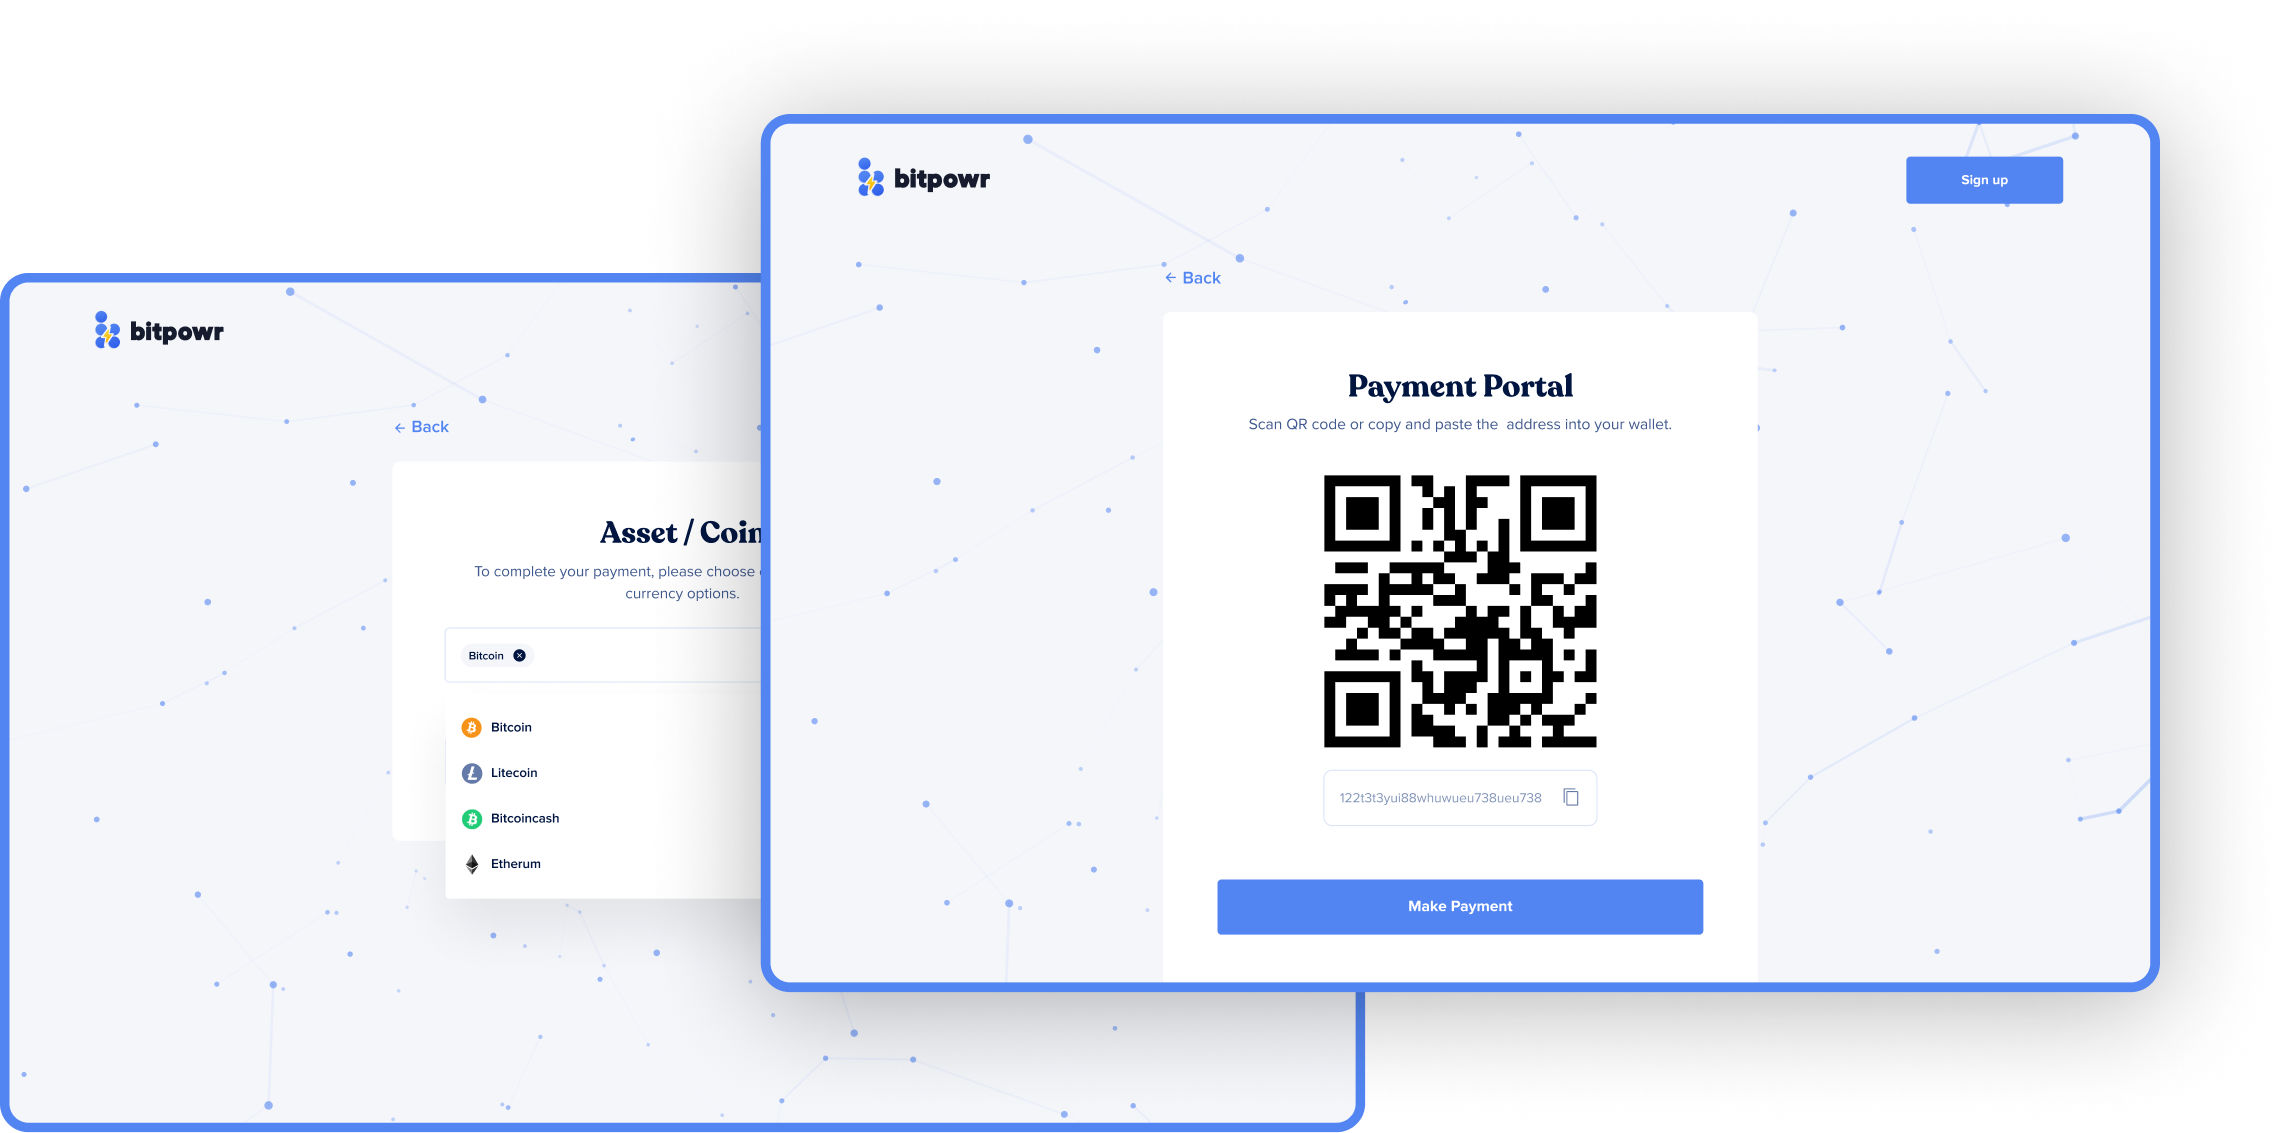 bitpowr
← Back
Asset / Coin
To complete your payment, please choose
currency options.
Bitcoin
Bitcoin
Litecoin
Bitcoincash
Etherum
bitpowr
Sign up
← Back
Payment Portal
Scan QR code or copy and paste the address into your wallet.
122t3t3yui88whuwueu738ueu738
Make Payment